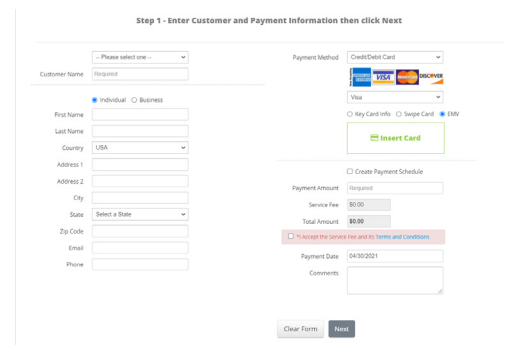 Step 1 - Enter Customer and Payment Information then click Next
-- Please select one --
Customer Name Required
Individual Business
First Name
Last Name
Country USA
Address 1
Address 2
City
State Select a State
Zip Code
Email
Phone
Payment Method Credit/Debit Card
AMERICAN EXPRESS VISA MasterCard DISCOVER
Visa
Key Card Info Swipe Card EMV
Insert Card
Create Payment Schedule
Payment Amount Required
Service Fee $0.00
Total Amount $0.00
*I Accept the Service Fee and its Terms and Conditions
Payment Date 04/30/2021
Comments
Clear Form Next